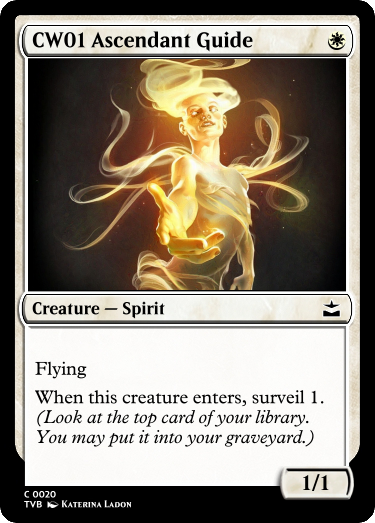 CW01 Ascendant Guide
Creature — Spirit
Flying
When this creature enters, surveil 1.
(Look at the top card of your library.
You may put it into your graveyard.)
1/1
C 0020
TVB Katerina Ladon